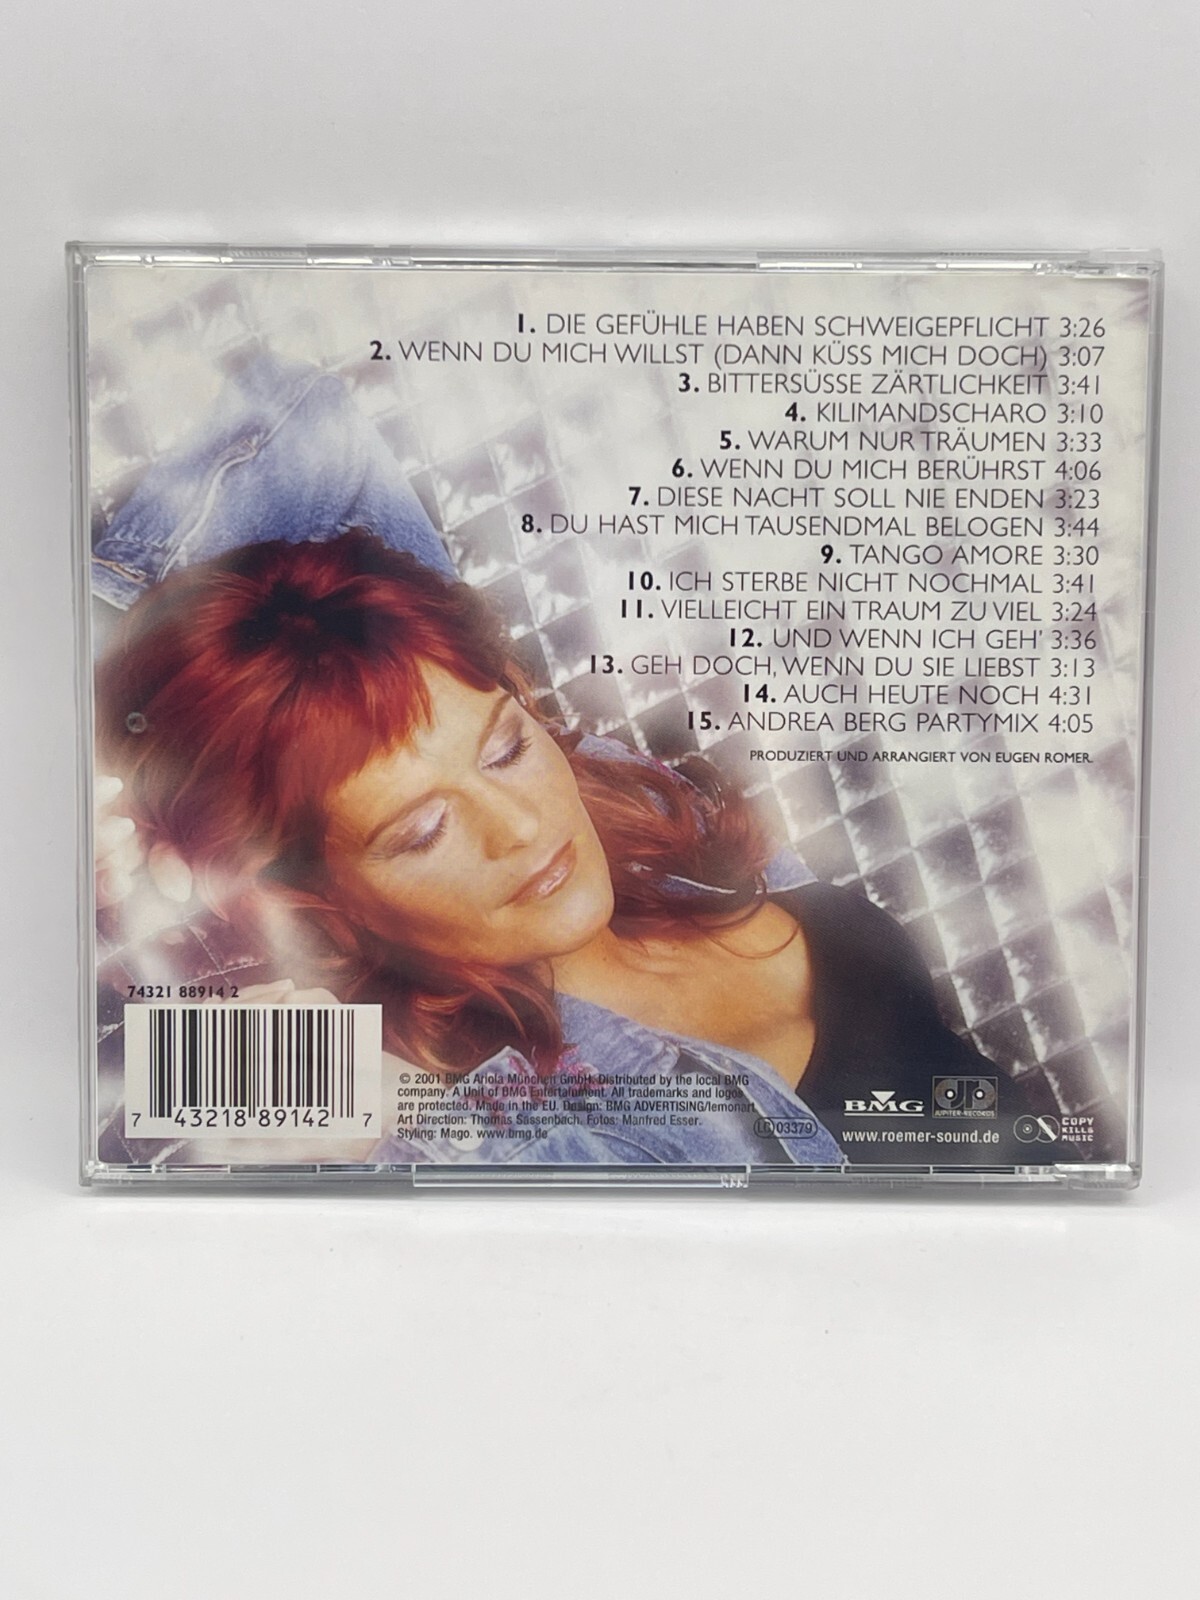 1. DIE GEFÜHLE HABEN SCHWEIGEPFLICHT 3:26
2. WENN DU MICH WILLST (DANN KÜSS MICH DOCH) 3:07
3. BITTERSÜSSE ZÄRTLICHKEIT 3:41
4. KILIMANDSCHARO 3:10
5. WARUM NUR TRÄUMEN 3:33
6. WENN DU MICH BERÜHRST 4:06
7. DIESE NACHT SOLL NIE ENDEN 3:23
8. DU HAST MICH TAUSENDMAL BELOGEN 3:44
9. TANGO AMORE 3:30
10. ICH STERBE NICHT NOCHMAL 3:41
11. VIELLEICHT EIN TRAUM ZU VIEL 3:24
12. UND WENN ICH GEH' 3:36
13. GEH DOCH, WENN DU SIE LIEBST 3:13
14. AUCH HEUTE NOCH 4:31
15. ANDREA BERG PARTYMIX 4:05
PRODUZIERT UND ARRANGIERT VON EUGEN RÖMER.
74321 88914 2
7 43218 89142 7
© 2001 BMG Ariola München GmbH. Distributed by the local BMG
company. A Unit of BMG Entertainment. All trademarks and logos
are protected. Made in the EU. Design: BMG ADVERTISING/lemonart
Art Direction: Thomas Sassenbach. Fotos: Manfred Esser.
Styling: Mago. www.bmg.de
LC 03379
BMG
JUPITER-RECORDS
www.roemer-sound.de
COPY
KILLS
MUSIC